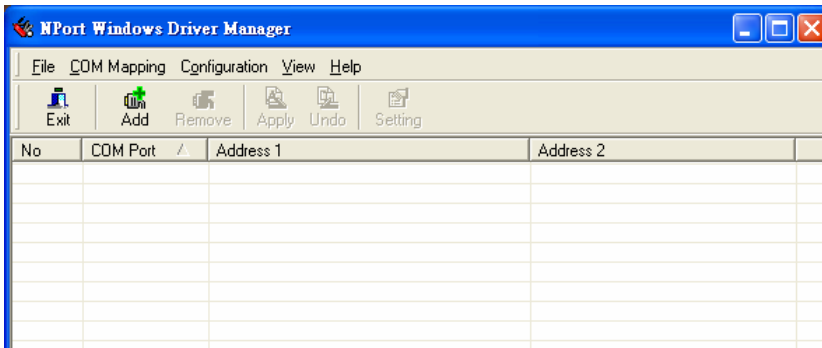 NPort Windows Driver Manager
File COM Mapping Configuration View Help
Exit Add Remove Apply Undo Setting
No COM Port Address 1 Address 2